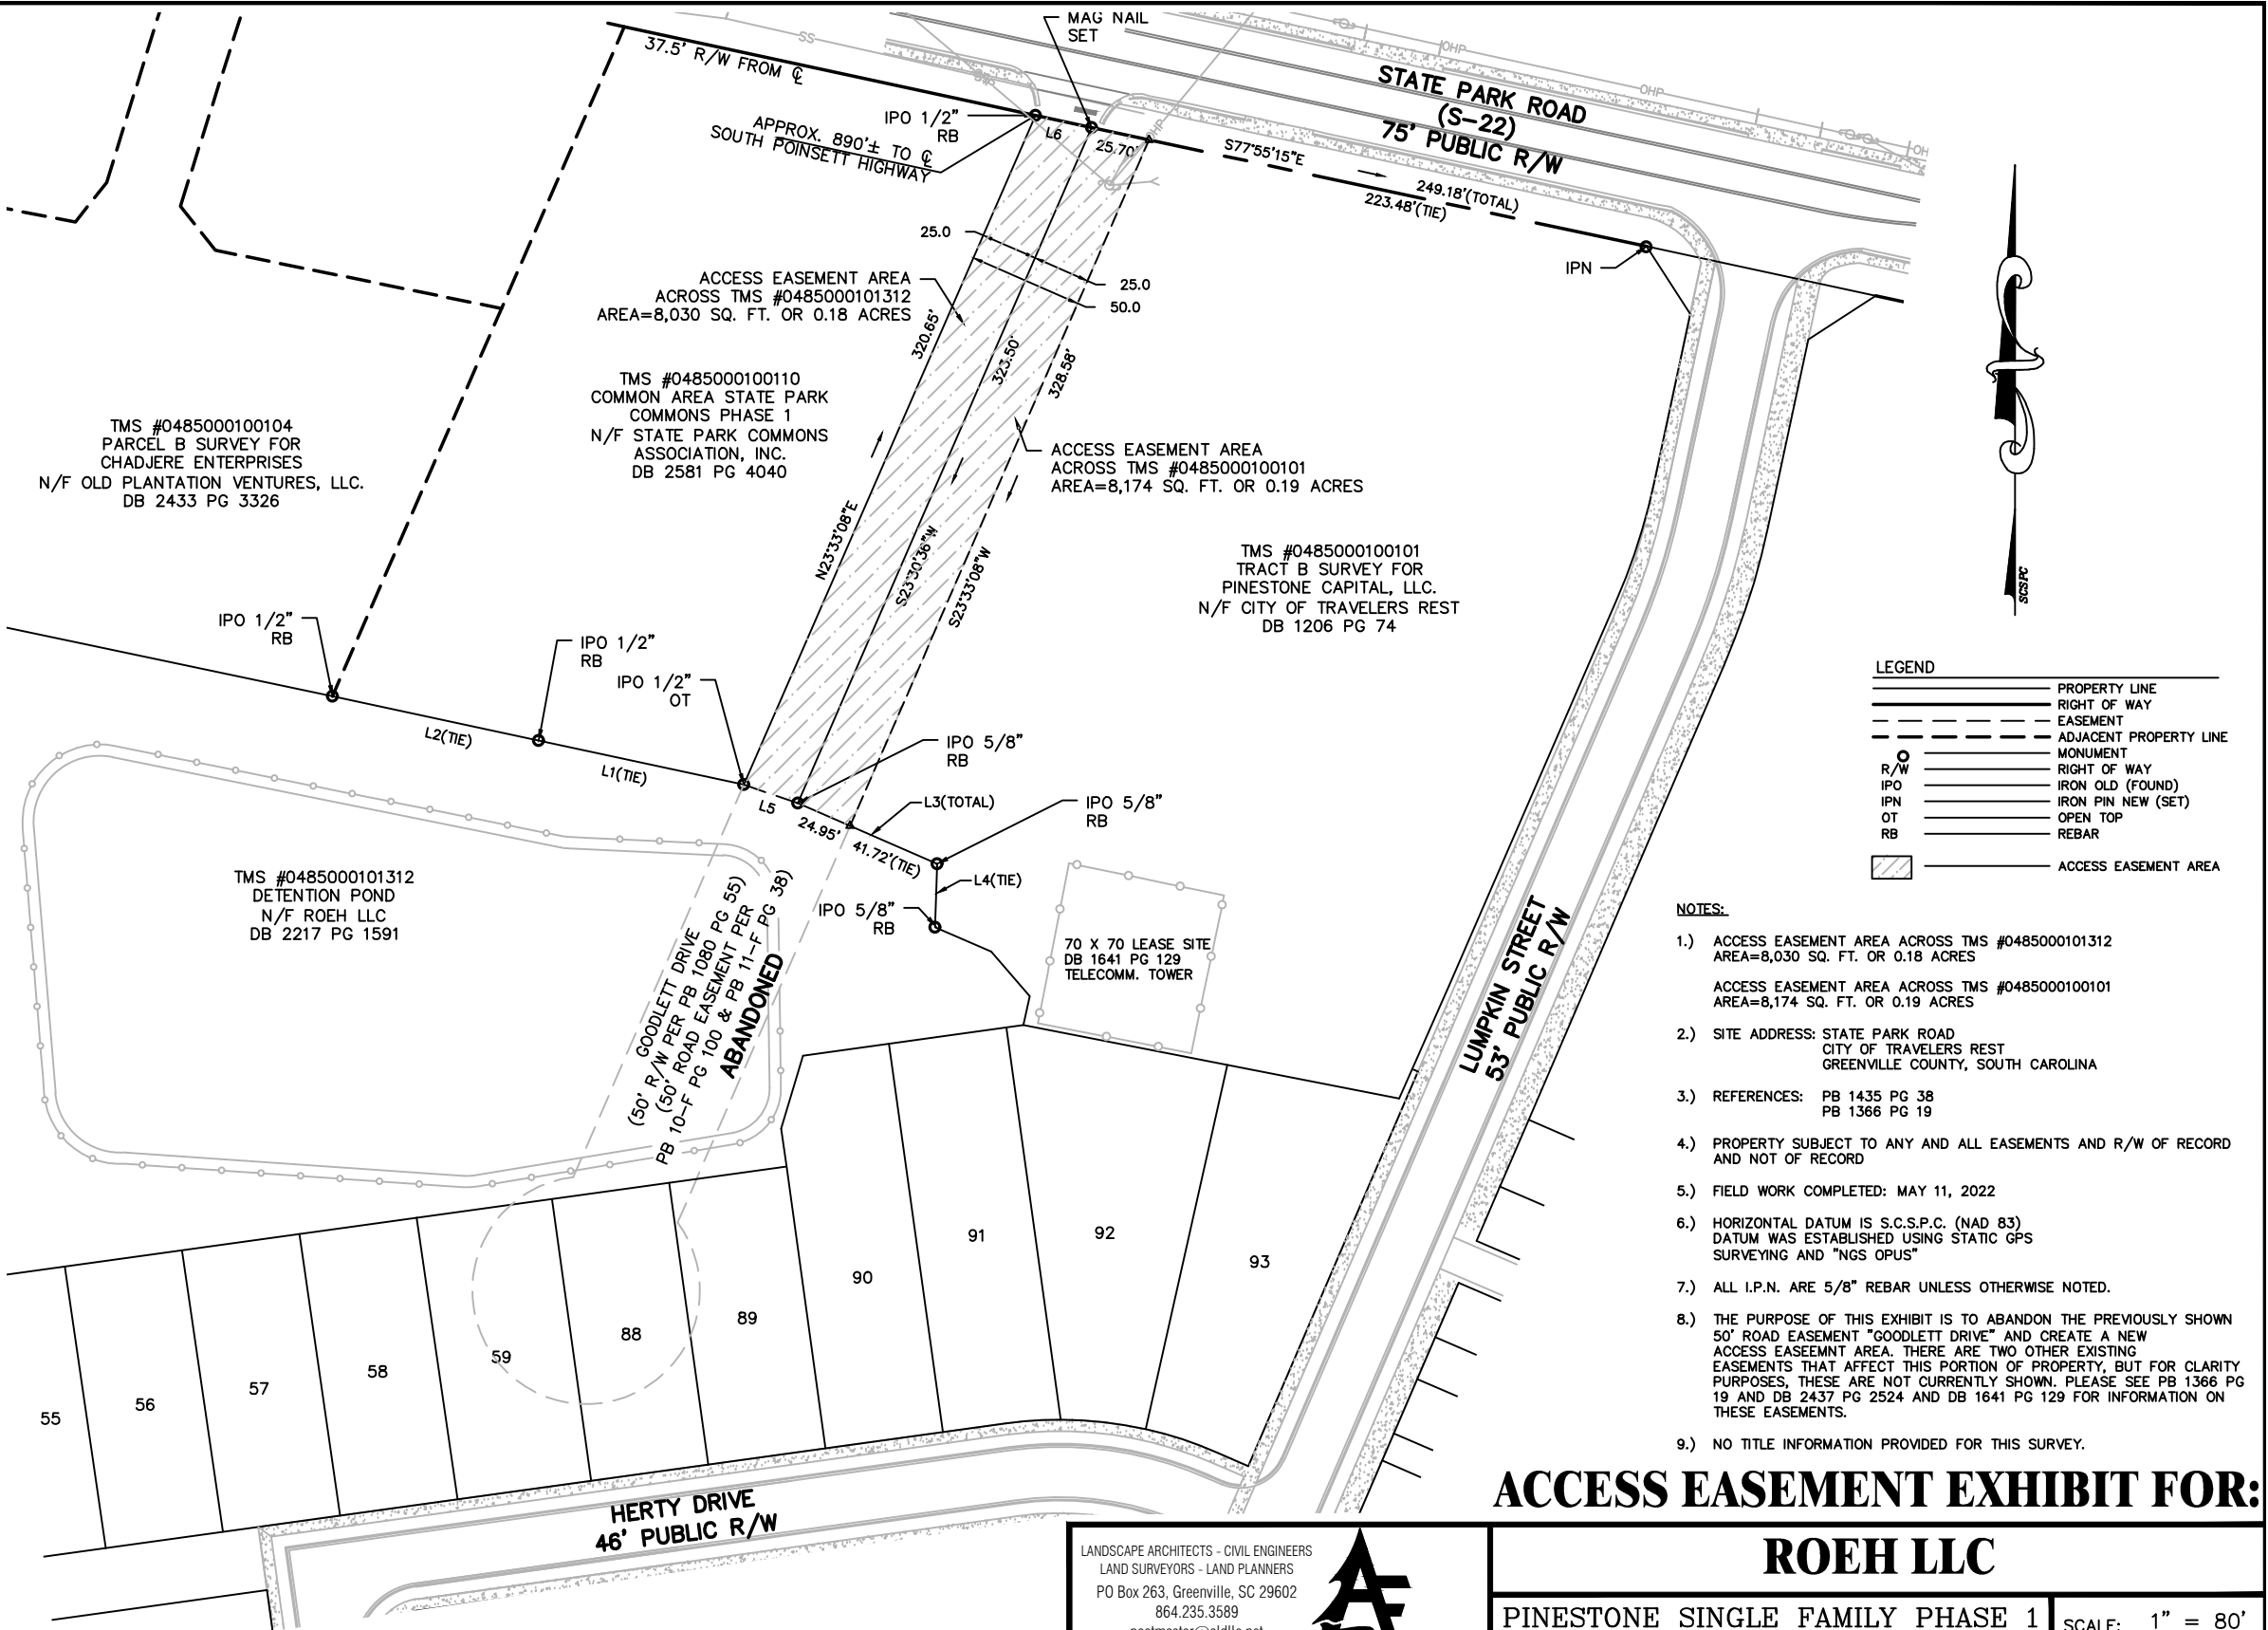 MAG NAIL
SET
37.5' R/W FROM ℄
SS
OHP
OHP
OHP
OHP
STATE PARK ROAD
(S-22)
75' PUBLIC R/W
IPO 1/2"
RB
APPROX. 890'± TO ℄
SOUTH POINSETT HIGHWAY
L6
25.70'
S77°55'15"E
249.18'(TOTAL)
223.48'(TIE)
IPN
25.0
25.0
50.0
ACCESS EASEMENT AREA
ACROSS TMS #0485000101312
AREA=8,030 SQ. FT. OR 0.18 ACRES
320.65'
323.50'
328.58'
TMS #0485000100110
COMMON AREA STATE PARK
COMMONS PHASE 1
N/F STATE PARK COMMONS
ASSOCIATION, INC.
DB 2581 PG 4040
TMS #0485000100104
PARCEL B SURVEY FOR
CHADJERE ENTERPRISES
N/F OLD PLANTATION VENTURES, LLC.
DB 2433 PG 3326
ACCESS EASEMENT AREA
ACROSS TMS #0485000100101
AREA=8,174 SQ. FT. OR 0.19 ACRES
N23°33'08"E
S23°30'36"W
S23°33'08"W
TMS #0485000100101
TRACT B SURVEY FOR
PINESTONE CAPITAL, LLC.
N/F CITY OF TRAVELERS REST
DB 1206 PG 74
SCSPC
IPO 1/2"
RB
IPO 1/2"
RB
IPO 1/2"
OT
L2(TIE)
L1(TIE)
L5
IPO 5/8"
RB
24.95'
L3(TOTAL)
41.72'(TIE)
IPO 5/8"
RB
L4(TIE)
IPO 5/8"
RB
LEGEND
PROPERTY LINE
RIGHT OF WAY
EASEMENT
ADJACENT PROPERTY LINE
MONUMENT
R/W RIGHT OF WAY
IPO IRON OLD (FOUND)
IPN IRON PIN NEW (SET)
OT OPEN TOP
RB REBAR
ACCESS EASEMENT AREA
TMS #0485000101312
DETENTION POND
N/F ROEH LLC
DB 2217 PG 1591
GOODLETT DRIVE
(50' R/W PER PB 1080 PG 55)
(50' ROAD EASEMENT PER
PB 10-F PG 100 & PB 11-F PG 38)
ABANDONED
70 X 70 LEASE SITE
DB 1641 PG 129
TELECOMM. TOWER
LUMPKIN STREET
53' PUBLIC R/W
55
56
57
58
59
88
89
90
91
92
93
HERTY DRIVE
46' PUBLIC R/W
NOTES:
1.) ACCESS EASEMENT AREA ACROSS TMS #0485000101312
AREA=8,030 SQ. FT. OR 0.18 ACRES
ACCESS EASEMENT AREA ACROSS TMS #0485000100101
AREA=8,174 SQ. FT. OR 0.19 ACRES
2.) SITE ADDRESS: STATE PARK ROAD
CITY OF TRAVELERS REST
GREENVILLE COUNTY, SOUTH CAROLINA
3.) REFERENCES: PB 1435 PG 38
PB 1366 PG 19
4.) PROPERTY SUBJECT TO ANY AND ALL EASEMENTS AND R/W OF RECORD
AND NOT OF RECORD
5.) FIELD WORK COMPLETED: MAY 11, 2022
6.) HORIZONTAL DATUM IS S.C.S.P.C. (NAD 83)
DATUM WAS ESTABLISHED USING STATIC GPS
SURVEYING AND "NGS OPUS"
7.) ALL I.P.N. ARE 5/8" REBAR UNLESS OTHERWISE NOTED.
8.) THE PURPOSE OF THIS EXHIBIT IS TO ABANDON THE PREVIOUSLY SHOWN
50' ROAD EASEMENT "GOODLETT DRIVE" AND CREATE A NEW
ACCESS EASEEMNT AREA. THERE ARE TWO OTHER EXISTING
EASEMENTS THAT AFFECT THIS PORTION OF PROPERTY, BUT FOR CLARITY
PURPOSES, THESE ARE NOT CURRENTLY SHOWN. PLEASE SEE PB 1366 PG
19 AND DB 2437 PG 2524 AND DB 1641 PG 129 FOR INFORMATION ON
THESE EASEMENTS.
9.) NO TITLE INFORMATION PROVIDED FOR THIS SURVEY.
ACCESS EASEMENT EXHIBIT FOR:
ROEH LLC
PINESTONE SINGLE FAMILY PHASE 1
SCALE: 1" = 80'
LANDSCAPE ARCHITECTS - CIVIL ENGINEERS
LAND SURVEYORS - LAND PLANNERS
PO Box 263, Greenville, SC 29602
864.235.3589